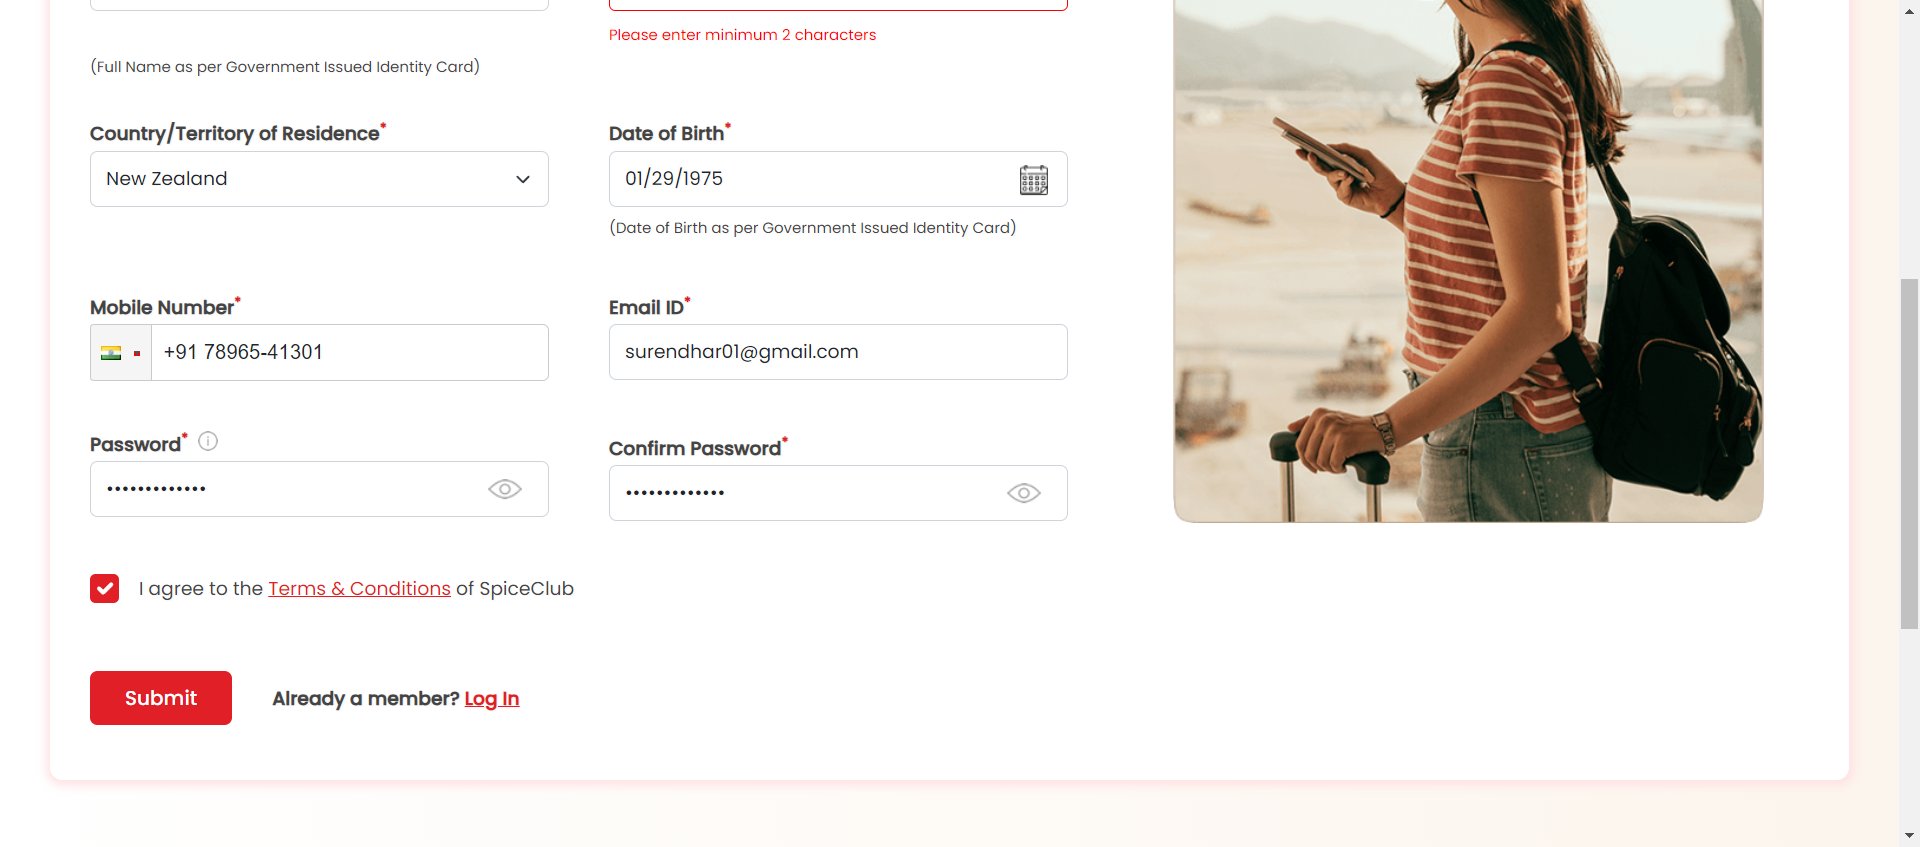 Please enter minimum 2 characters
(Full Name as per Government Issued Identity Card)
Country/Territory of Residence*
Date of Birth*
New Zealand
01/29/1975
(Date of Birth as per Government Issued Identity Card)
Mobile Number*
Email ID*
+91 78965-41301
surendhar01@gmail.com
Password*
Confirm Password*
•••••••••••••
•••••••••••••
I agree to the Terms & Conditions of SpiceClub
Submit
Already a member? Log In